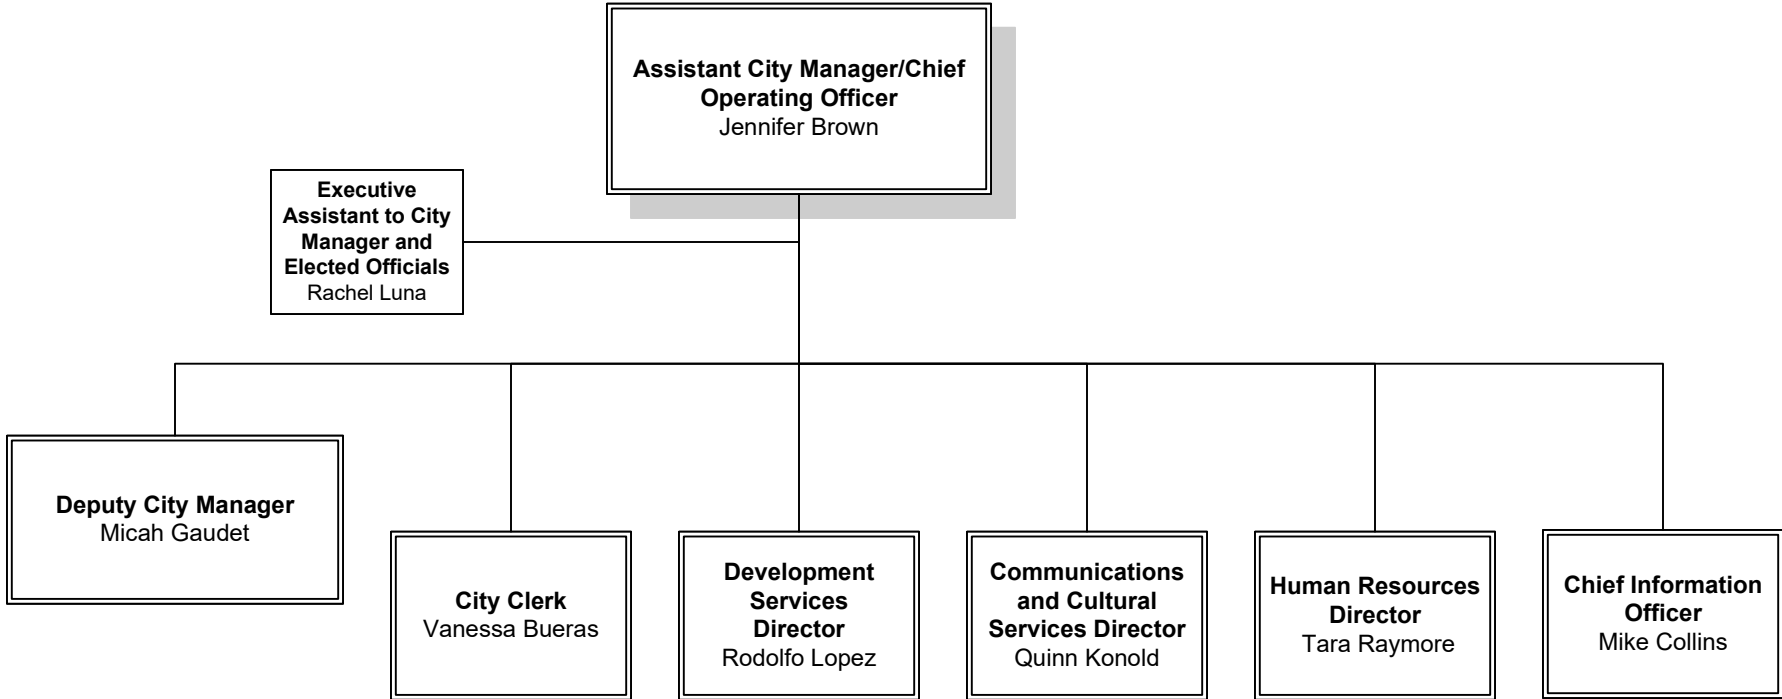 Assistant City Manager/Chief
Operating Officer
Jennifer Brown
Executive
Assistant to City
Manager and
Elected Officials
Rachel Luna
Deputy City Manager
Micah Gaudet
City Clerk
Vanessa Bueras
Development
Services
Director
Rodolfo Lopez
Communications
and Cultural
Services Director
Quinn Konold
Human Resources
Director
Tara Raymore
Chief Information
Officer
Mike Collins